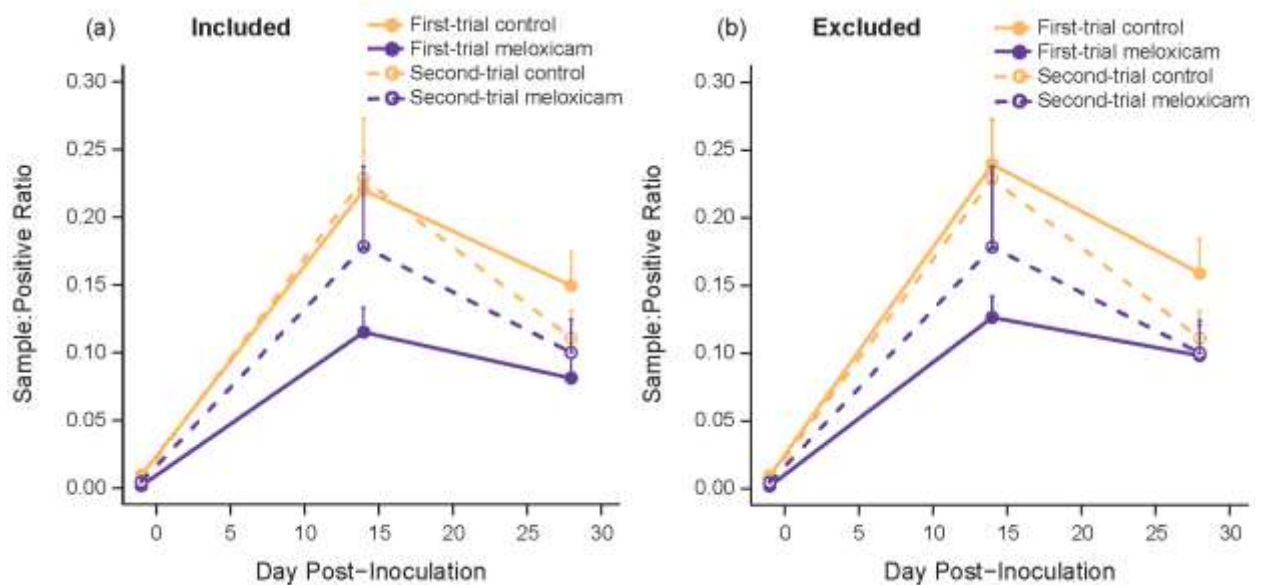 (a) Included
First-trial control
First-trial meloxicam
Second-trial control
Second-trial meloxicam
0.30
0.25
0.20
0.15
0.10
0.05
0.00
Sample:Positive Ratio
0 5 10 15 20 25 30
Day Post−Inoculation
(b) Excluded
First-trial control
First-trial meloxicam
Second-trial control
Second-trial meloxicam
0.30
0.25
0.20
0.15
0.10
0.05
0.00
Sample:Positive Ratio
0 5 10 15 20 25 30
Day Post−Inoculation